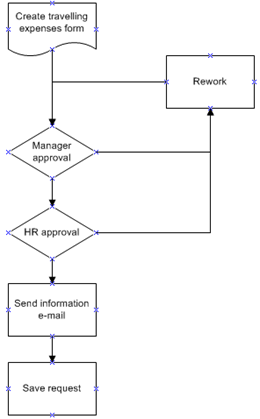 Create travelling
expenses form
Rework
Manager
approval
HR approval
Send information
e-mail
Save request